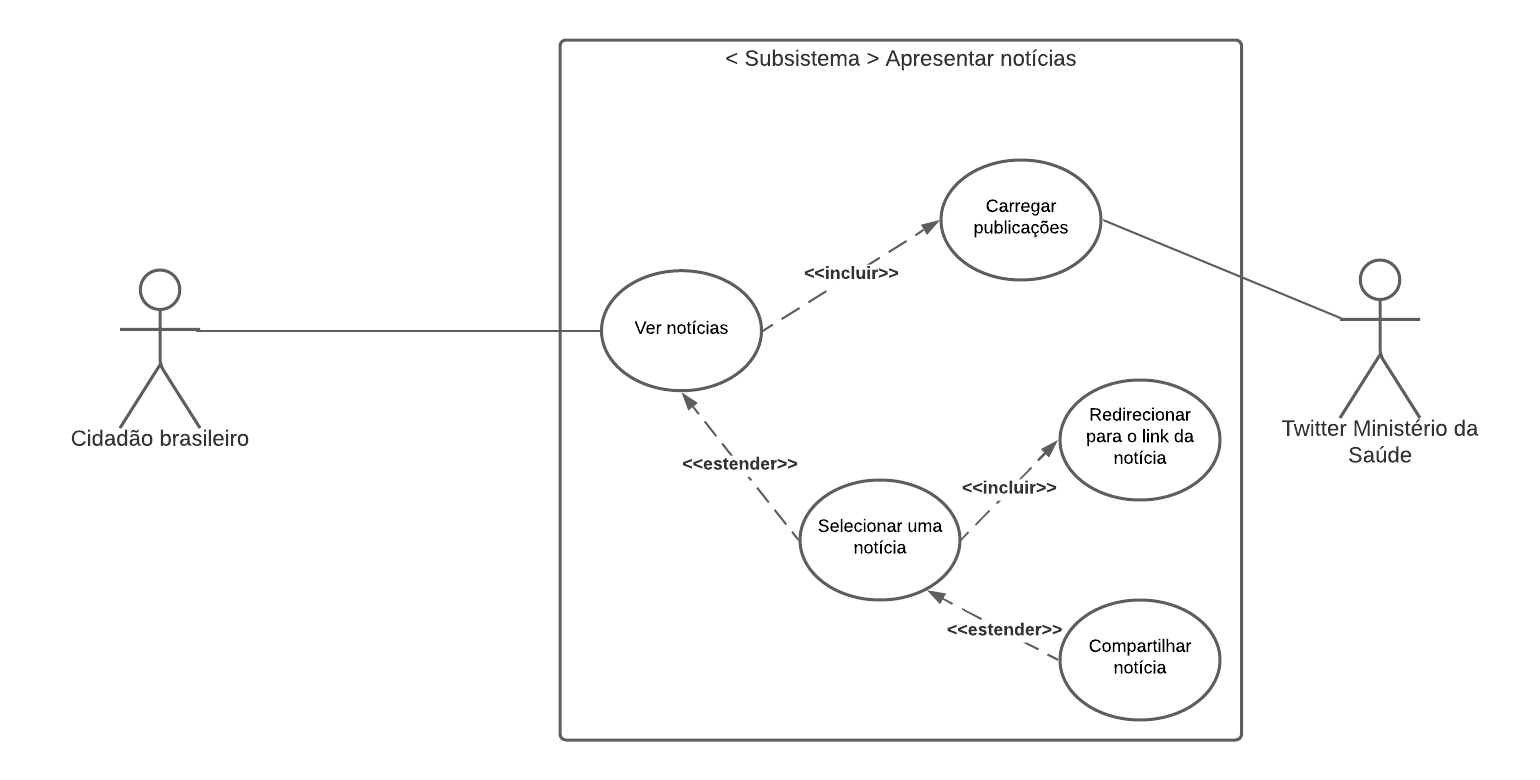 < Subsistema > Apresentar notícias
Carregar
publicações
<<incluir>>
Ver notícias
Cidadão brasileiro
Twitter Ministério da
Saúde
Redirecionar
para o link da
notícia
<<estender>>
<<incluir>>
Selecionar uma
notícia
<<estender>>
Compartilhar
notícia